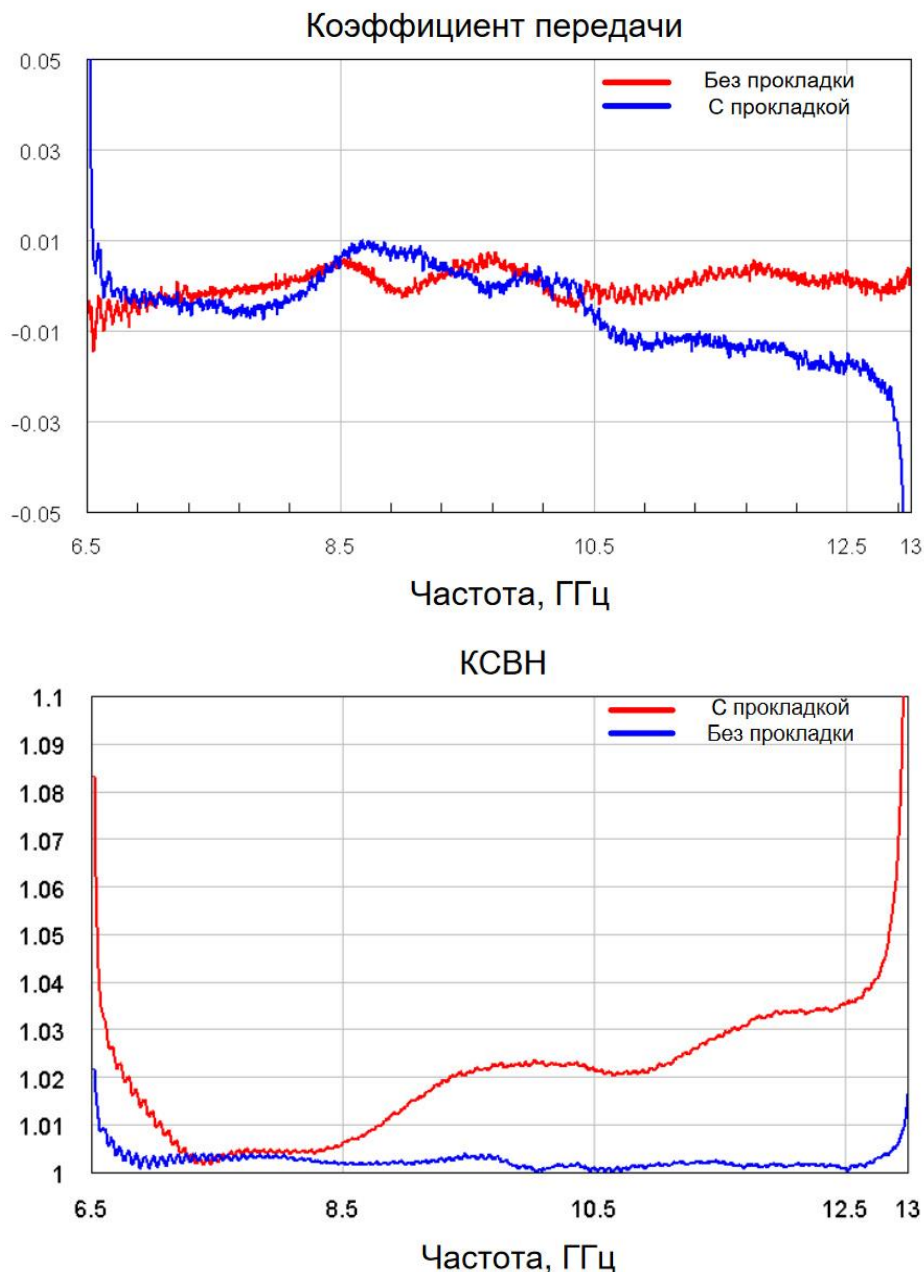 Коэффициент передачи
0.05
Без прокладки
С прокладкой
0.03
0.01
-0.01
-0.03
-0.05
6.5 8.5 10.5 12.5 13
Частота, ГГц
КСВН
1.1
С прокладкой
Без прокладки
1.09
1.08
1.07
1.06
1.05
1.04
1.03
1.02
1.01
1
6.5 8.5 10.5 12.5 13
Частота, ГГц